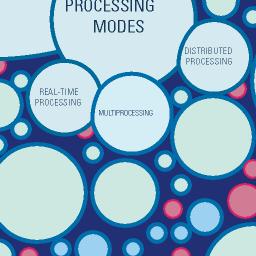 PROCESSING
MODES
DISTRIBUTED
PROCESSING
REAL-TIME
PROCESSING
MULTIPROCESSING